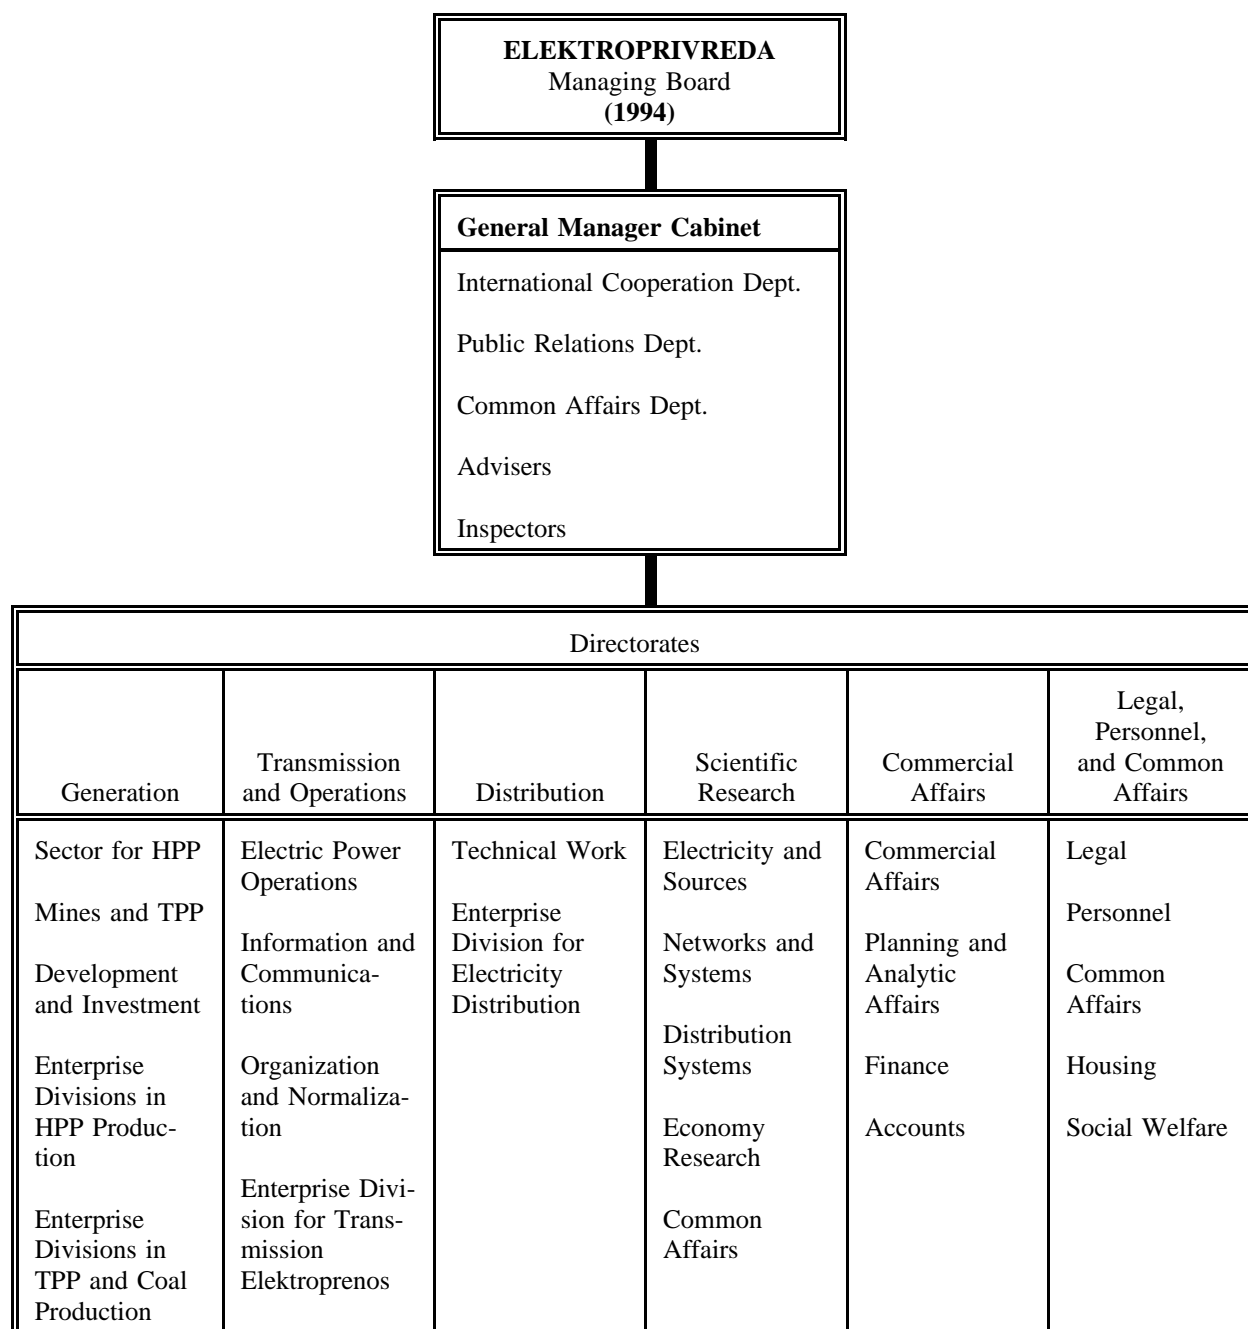 ELEKTROPRIVREDA
Managing Board
(1994)
General Manager Cabinet
International Cooperation Dept.
Public Relations Dept.
Common Affairs Dept.
Advisers
Inspectors
Directorates
Generation
Transmission
and Operations
Distribution
Scientific
Research
Commercial
Affairs
Legal,
Personnel,
and Common
Affairs
Sector for HPP
Mines and TPP
Development
and Investment
Enterprise
Divisions in
HPP Produc-
tion
Enterprise
Divisions in
TPP and Coal
Production
Electric Power
Operations
Information and
Communica-
tions
Organization
and Normaliza-
tion
Enterprise Divi-
sion for Trans-
mission
Elektroprenos
Technical Work
Enterprise
Division for
Electricity
Distribution
Electricity and
Sources
Networks and
Systems
Distribution
Systems
Economy
Research
Common
Affairs
Commercial
Affairs
Planning and
Analytic
Affairs
Finance
Accounts
Legal
Personnel
Common
Affairs
Housing
Social Welfare